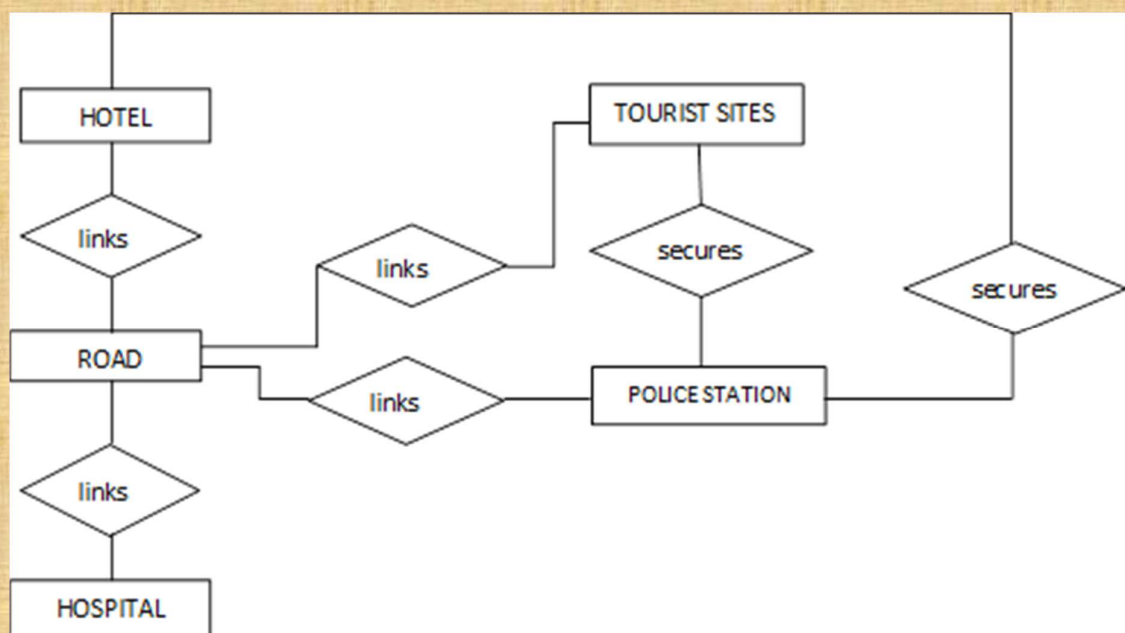 HOTEL
TOURIST SITES
links
links
secures
secures
ROAD
links
POLICE STATION
links
HOSPITAL